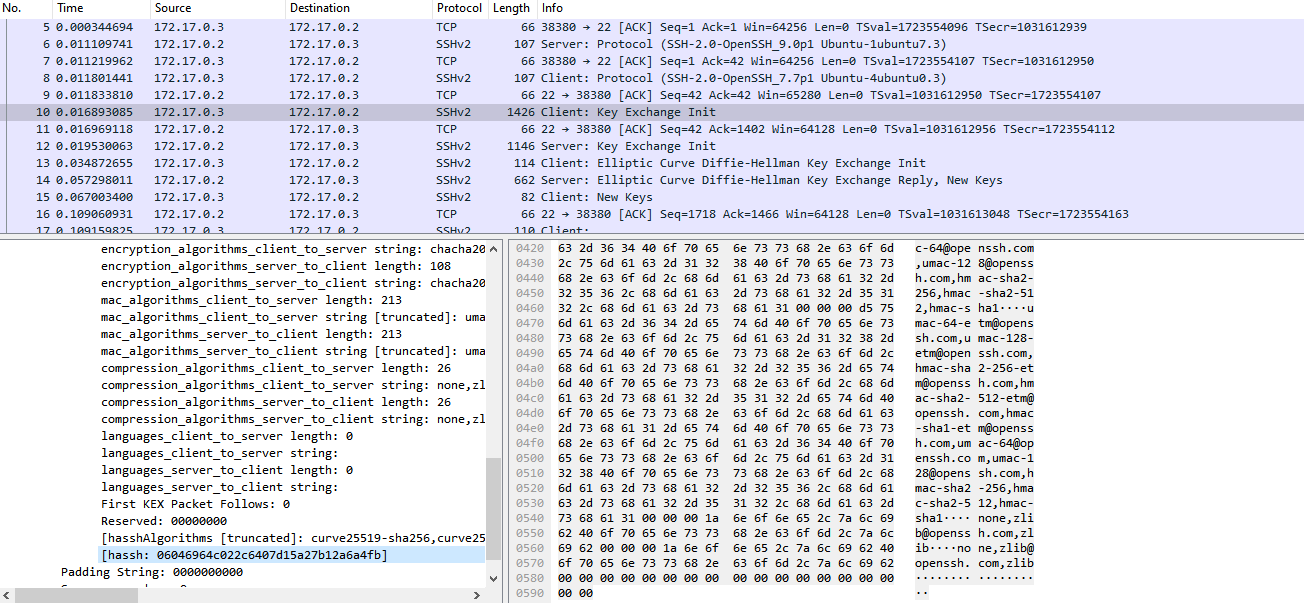 No. Time Source Destination Protocol Length Info
5 0.000344694 172.17.0.3 172.17.0.2 TCP 66 38380 → 22 [ACK] Seq=1 Ack=1 Win=64256 Len=0 TSval=1723554096 TSecr=1031612939
6 0.011109741 172.17.0.2 172.17.0.3 SSHv2 107 Server: Protocol (SSH-2.0-OpenSSH_9.0p1 Ubuntu-1ubuntu7.3)
7 0.011219962 172.17.0.3 172.17.0.2 TCP 66 38380 → 22 [ACK] Seq=1 Ack=42 Win=64256 Len=0 TSval=1723554107 TSecr=1031612950
8 0.011801441 172.17.0.3 172.17.0.2 SSHv2 107 Client: Protocol (SSH-2.0-OpenSSH_7.7p1 Ubuntu-4ubuntu0.3)
9 0.011833810 172.17.0.2 172.17.0.3 TCP 66 22 → 38380 [ACK] Seq=42 Ack=42 Win=65280 Len=0 TSval=1031612950 TSecr=1723554107
10 0.016893085 172.17.0.3 172.17.0.2 SSHv2 1426 Client: Key Exchange Init
11 0.016969118 172.17.0.2 172.17.0.3 TCP 66 22 → 38380 [ACK] Seq=42 Ack=1402 Win=64128 Len=0 TSval=1031612956 TSecr=1723554112
12 0.019530063 172.17.0.2 172.17.0.3 SSHv2 1146 Server: Key Exchange Init
13 0.034872655 172.17.0.3 172.17.0.2 SSHv2 114 Client: Elliptic Curve Diffie-Hellman Key Exchange Init
14 0.057298011 172.17.0.2 172.17.0.3 SSHv2 662 Server: Elliptic Curve Diffie-Hellman Key Exchange Reply, New Keys
15 0.067003400 172.17.0.3 172.17.0.2 SSHv2 82 Client: New Keys
16 0.109060931 172.17.0.2 172.17.0.3 TCP 66 22 → 38380 [ACK] Seq=1718 Ack=1466 Win=64128 Len=0 TSval=1031613048 TSecr=1723554163
17 0.109159825 172.17.0.3 172.17.0.2 SSHv2 110 Client:
encryption_algorithms_client_to_server string: chacha20
encryption_algorithms_server_to_client length: 108
encryption_algorithms_server_to_client string: chacha20
mac_algorithms_client_to_server length: 213
mac_algorithms_client_to_server string [truncated]: uma
mac_algorithms_server_to_client length: 213
mac_algorithms_server_to_client string [truncated]: uma
compression_algorithms_client_to_server length: 26
compression_algorithms_client_to_server string: none,zl
compression_algorithms_server_to_client length: 26
compression_algorithms_server_to_client string: none,zl
languages_client_to_server length: 0
languages_client_to_server string:
languages_server_to_client length: 0
languages_server_to_client string:
First KEX Packet Follows: 0
Reserved: 00000000
[hasshAlgorithms [truncated]: curve25519-sha256,curve25
[hassh: 06046964c022c6407d15a27b12a6a4fb]
Padding String: 0000000000
0420 63 2d 36 34 40 6f 70 65 6e 73 73 68 2e 63 6f 6d c-64@ope nssh.com
0430 2c 75 6d 61 63 2d 31 32 38 40 6f 70 65 6e 73 73 ,umac-12 8@openss
0440 68 2e 63 6f 6d 2c 68 6d 61 63 2d 73 68 61 32 2d h.com,hm ac-sha2-
0450 32 35 36 2c 68 6d 61 63 2d 73 68 61 32 2d 35 31 256,hmac -sha2-51
0460 32 2c 68 6d 61 63 2d 73 68 61 31 00 00 00 d5 75 2,hmac-s ha1····u
0470 6d 61 63 2d 36 34 2d 65 74 6d 40 6f 70 65 6e 73 mac-64-e tm@opens
0480 73 68 2e 63 6f 6d 2c 75 6d 61 63 2d 31 32 38 2d sh.com,u mac-128-
0490 65 74 6d 40 6f 70 65 6e 73 73 68 2e 63 6f 6d 2c etm@open ssh.com,
04a0 68 6d 61 63 2d 73 68 61 32 2d 32 35 36 2d 65 74 hmac-sha 2-256-et
04b0 6d 40 6f 70 65 6e 73 73 68 2e 63 6f 6d 2c 68 6d m@openss h.com,hm
04c0 61 63 2d 73 68 61 32 2d 35 31 32 2d 65 74 6d 40 ac-sha2- 512-etm@
04d0 6f 70 65 6e 73 73 68 2e 63 6f 6d 2c 68 6d 61 63 openssh. com,hmac
04e0 2d 73 68 61 31 2d 65 74 6d 40 6f 70 65 6e 73 73 -sha1-et m@openss
04f0 68 2e 63 6f 6d 2c 75 6d 61 63 2d 36 34 40 6f 70 h.com,um ac-64@op
0500 65 6e 73 73 68 2e 63 6f 6d 2c 75 6d 61 63 2d 31 enssh.co m,umac-1
0510 32 38 40 6f 70 65 6e 73 73 68 2e 63 6f 6d 2c 68 28@opens sh.com,h
0520 6d 61 63 2d 73 68 61 32 2d 32 35 36 2c 68 6d 61 mac-sha2 -256,hma
0530 63 2d 73 68 61 32 2d 35 31 32 2c 68 6d 61 63 2d c-sha2-5 12,hmac-
0540 73 68 61 31 00 00 00 1a 6e 6f 6e 65 2c 7a 6c 69 sha1···· none,zli
0550 62 40 6f 70 65 6e 73 73 68 2e 63 6f 6d 2c 7a 6c b@openss h.com,zl
0560 69 62 00 00 00 1a 6e 6f 6e 65 2c 7a 6c 69 62 40 ib····no ne,zlib@
0570 6f 70 65 6e 73 73 68 2e 63 6f 6d 2c 7a 6c 69 62 openssh. com,zlib
0580 00 00 00 00 00 00 00 00 00 00 00 00 00 00 00 00 ········ ········
0590 00 00 ··